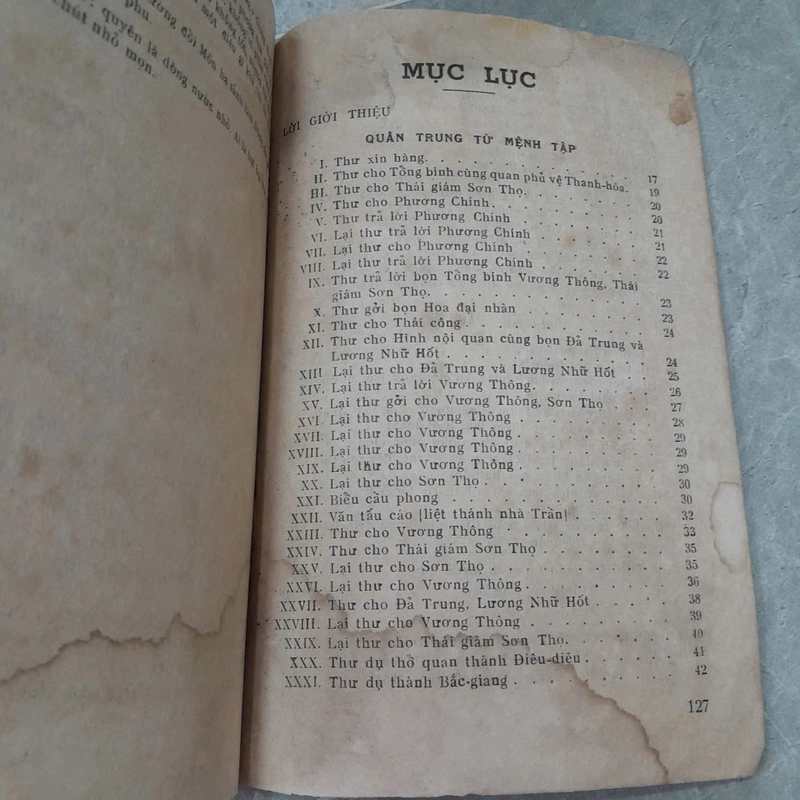 phu.
chút nhỏ mọn.
MỤC LỤC
LỜI GIỚI THIỆU
QUÂN TRUNG TỪ MỆNH TẬP
I. Thư xin hàng. 17
II. Thư cho Tổng binh cùng quan phủ vệ Thanh-hóa. 19
III. Thư cho Thái giám Sơn Thọ. 20
IV. Thư cho Phương Chính 20
V. Thư trả lời Phương Chính 21
VI. Lại thư trả lời Phương Chính 21
VII. Lại thư cho Phương Chính 22
VIII. Lại thư trả lời Phương Chính 22
IX. Thư trả lời bọn Tổng binh Vương Thông, Thái
giám Sơn Thọ. 23
X. Thư gởi bọn Hoa đại nhân 23
XI. Thư cho Thái công 24
XII. Thư cho Hình nội quan cùng bọn Đả Trung và
Lương Nhữ Hốt 24
XIII Lại thư cho Đả Trung và Lương Nhữ Hốt 25
XIV. Lại thư trả lời Vương Thông. 26
XV. Lại thư gởi cho Vương Thông, Sơn Thọ 27
XVI. Lại thư cho Vương Thông 28
XVII. Lại thư cho Vương Thông 29
XVIII. Lại thư cho Vương Thông 29
XIX. Lại thư cho Vương Thông 29
XX. Lại thư cho Sơn Thọ 30
XXI. Biểu cầu phong 30
XXII. Văn tấu cáo [liệt thánh nhà Trần] 32
XXIII. Thư cho Vương Thông 33
XXIV. Thư cho Thái giám Sơn Thọ 35
XXV. Lại thư cho Sơn Thọ 35
XXVI. Lại thư cho Vương Thông 36
XXVII. Thư cho Đả Trung, Lương Nhữ Hốt 38
XXVIII. Lại thư cho Vương Thông 39
XXIX. Lại thư cho Thái giám Sơn Thọ. 40
XXX. Thư dụ thổ quan thành Điêu-diêu 41
XXXI. Thư dụ thành Bắc-giang 42
127